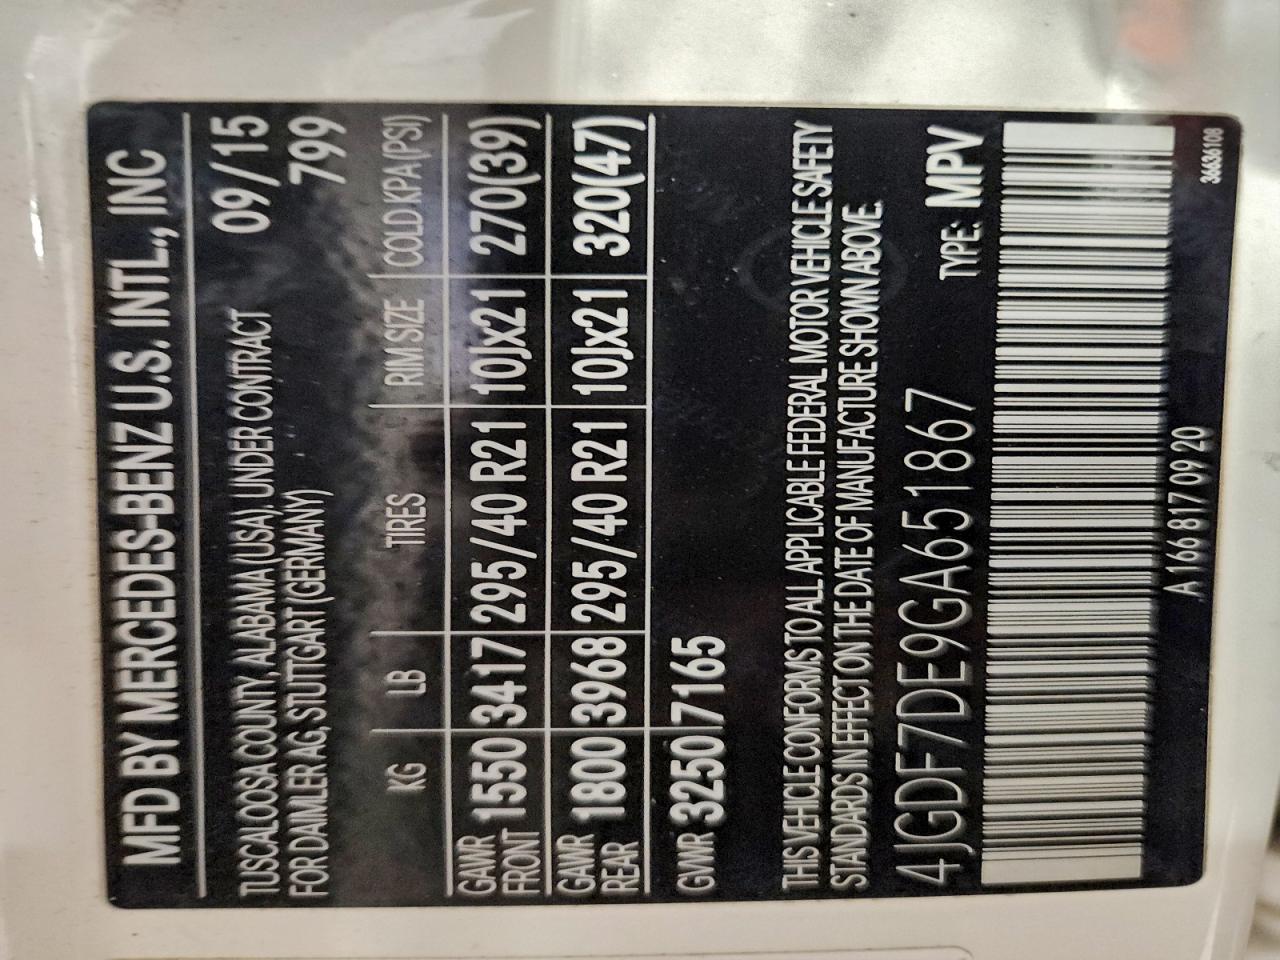 MFD BY MERCEDES-BENZ U.S. INTL., INC
TUSCALOOSA COUNTY, ALABAMA (USA), UNDER CONTRACT 09/15
FOR DAIMLER AG, STUTTGART (GERMANY) 799
KG LB TIRES RIM SIZE COLD KPA(PSI)
GAWR FRONT 1550 3417 295/40 R21 10Jx21 270(39)
GAWR REAR 1800 3968 295/40 R21 10Jx21 320(47)
GVWR 3250 7165
THIS VEHICLE CONFORMS TO ALL APPLICABLE FEDERAL MOTOR VEHICLE SAFETY
STANDARDS IN EFFECT ON THE DATE OF MANUFACTURE SHOWN ABOVE.
4JGDF7DE9GA651867 TYPE: MPV
A 166 817 09 20
36636108